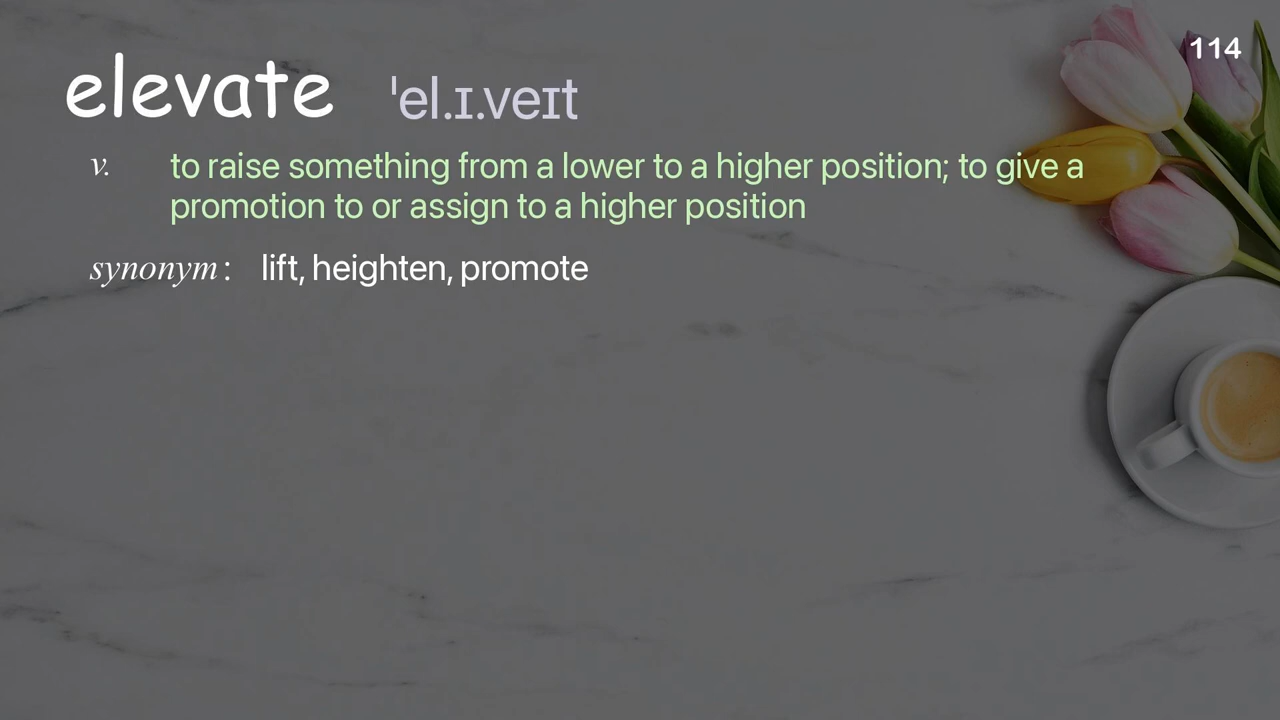 114
elevate ˈel.ɪ.veɪt
v. to raise something from a lower to a higher position; to give a
promotion to or assign to a higher position
synonym : lift, heighten, promote